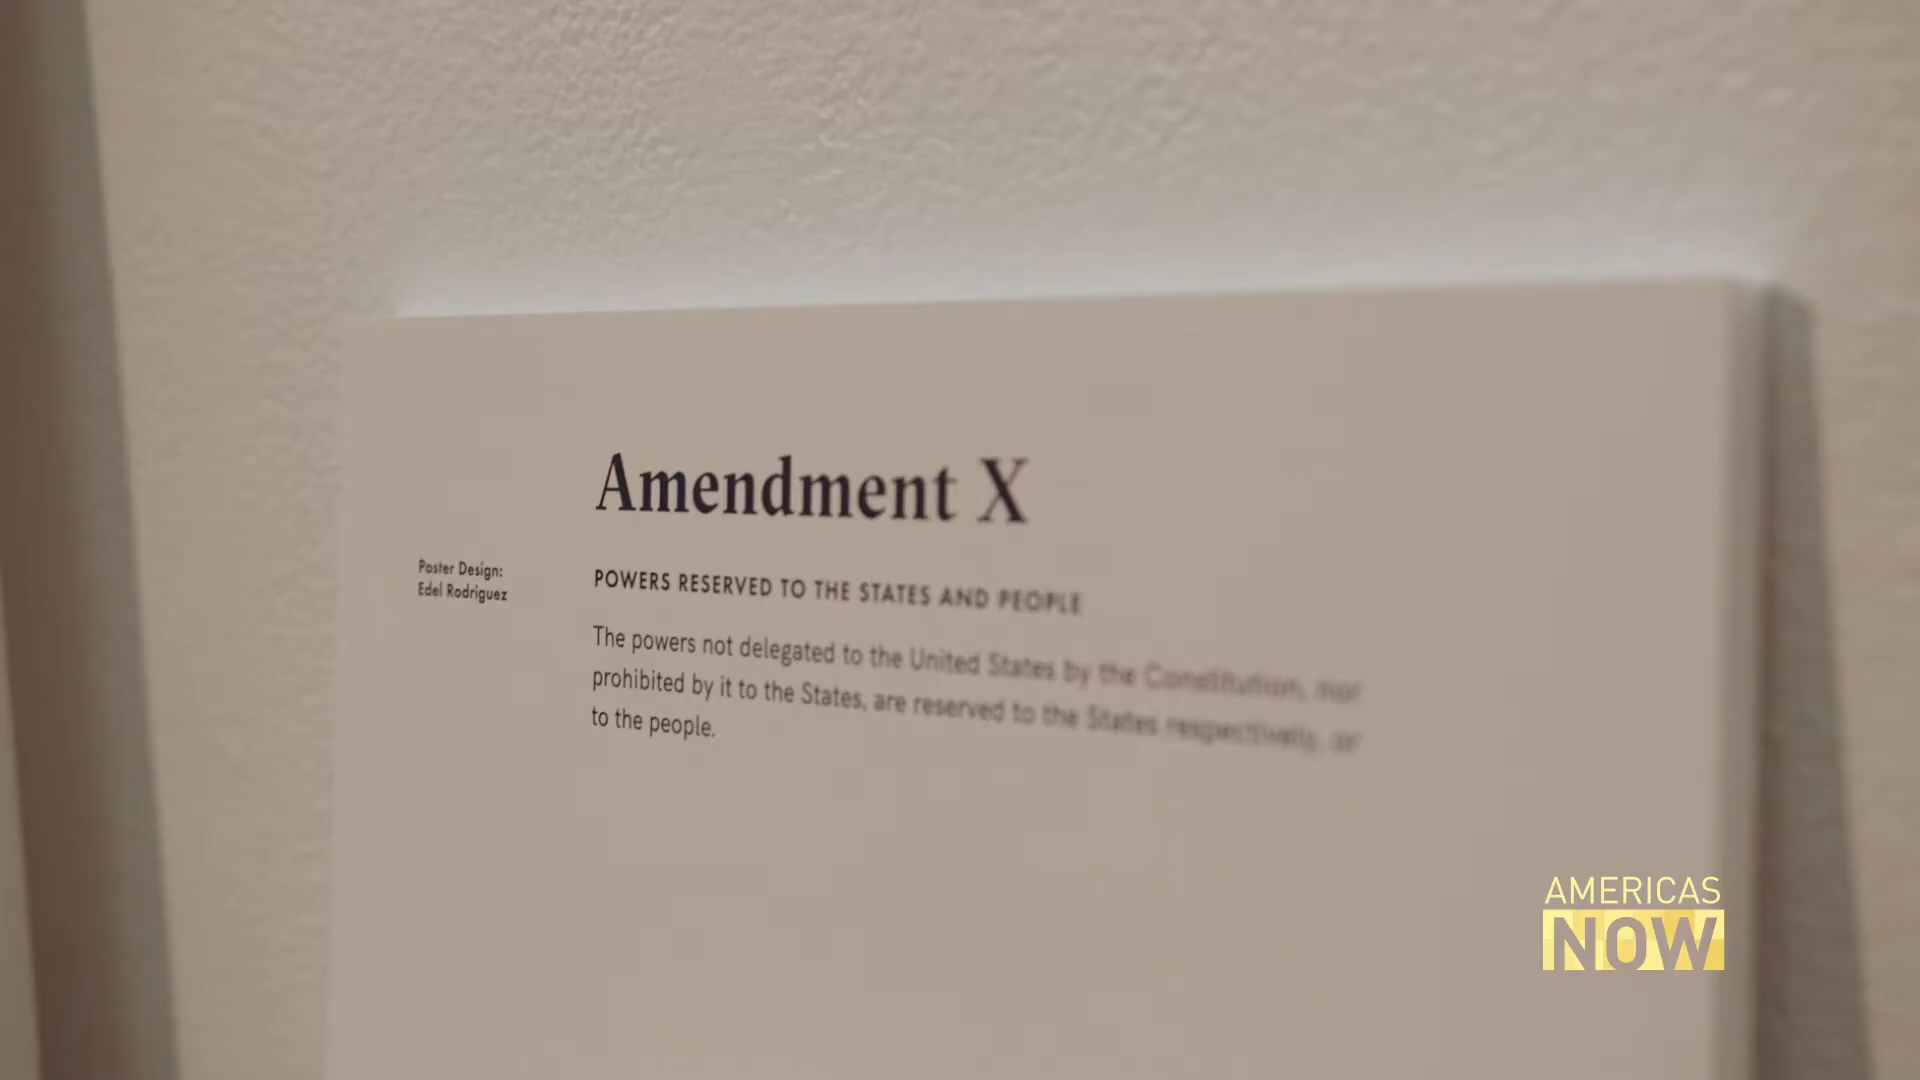 Amendment X
Poster Design:
Edel Rodriguez
POWERS RESERVED TO THE STATES AND PEOPLE
The powers not delegated to the United States by the Constitution, nor
prohibited by it to the States, are reserved to the States respectively, or
to the people.
AMERICAS
NOW